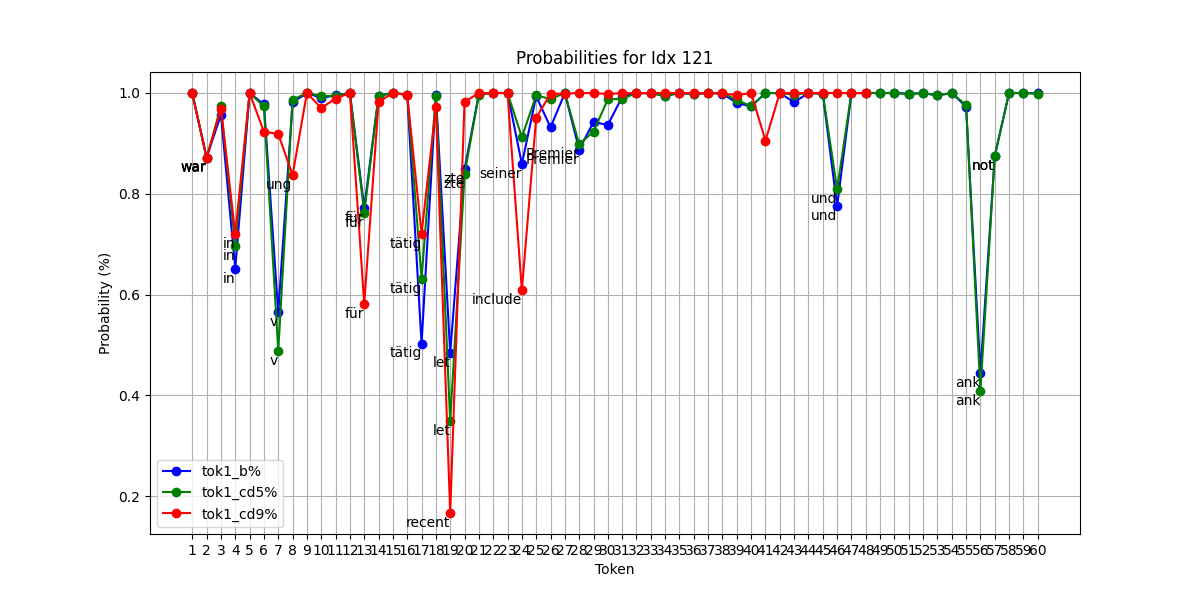 Probabilities for Idx 121
Probability (%)
1.0
0.8
0.6
0.4
0.2
war
war
in
in
in
v
v
ung
für
für
für
tätig
tätig
tätig
let
let
recent
zte
zte
seiner
include
Premier
Premier
und
und
ank
ank
not
tok1_b%
tok1_cd5%
tok1_cd9%
1 2 3 4 5 6 7 8 9 10 11 12 13 14 15 16 17 18 19 20 21 22 23 24 25 26 27 28 29 30 31 32 33 34 35 36 37 38 39 40 41 42 43 44 45 46 47 48 49 50 51 52 53 54 55 56 57 58 59 60
Token